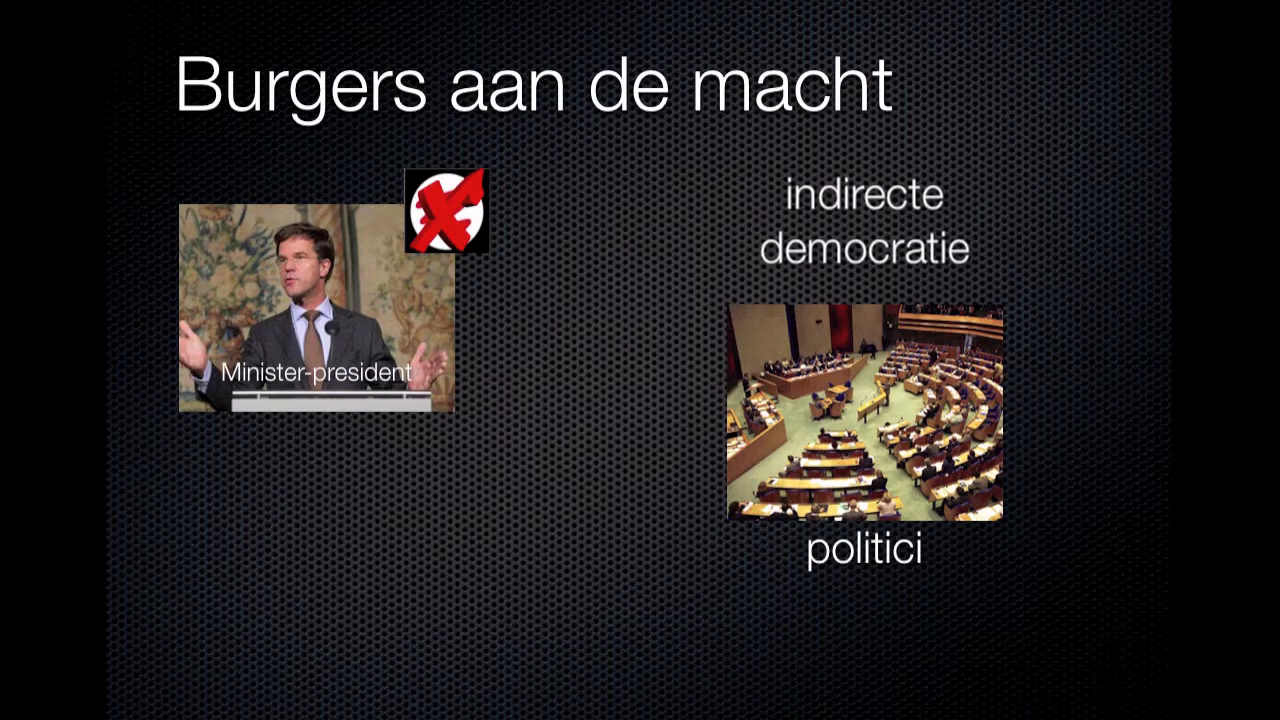 Burgers aan de macht
indirecte
democratie
Minister-president
politici